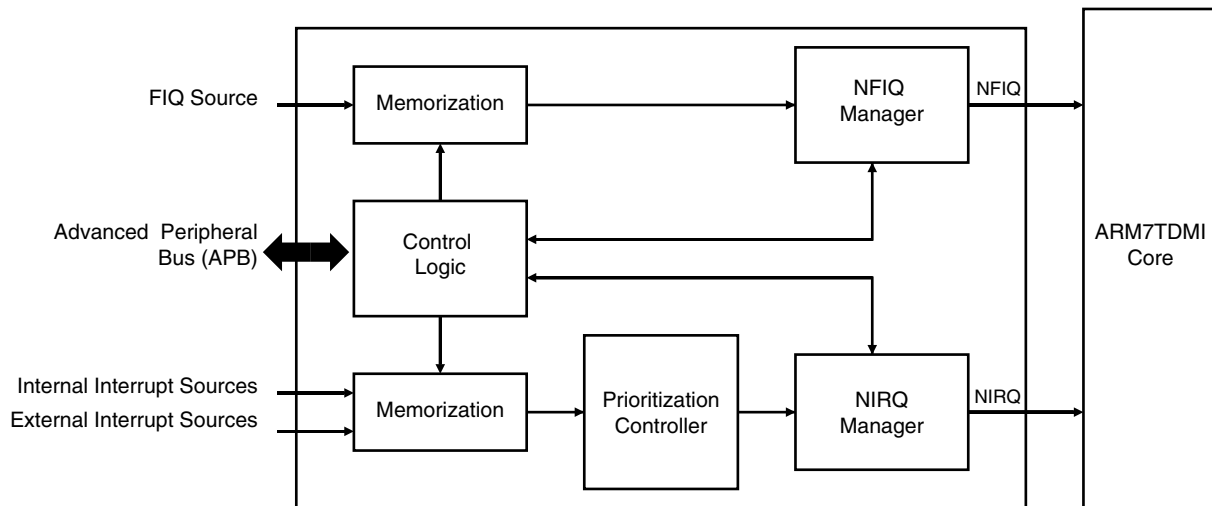 FIQ Source
Memorization
NFIQ
Manager
NFIQ
Advanced Peripheral
Bus (APB)
Control
Logic
ARM7TDMI
Core
Internal Interrupt Sources
External Interrupt Sources
Memorization
Prioritization
Controller
NIRQ
Manager
NIRQ